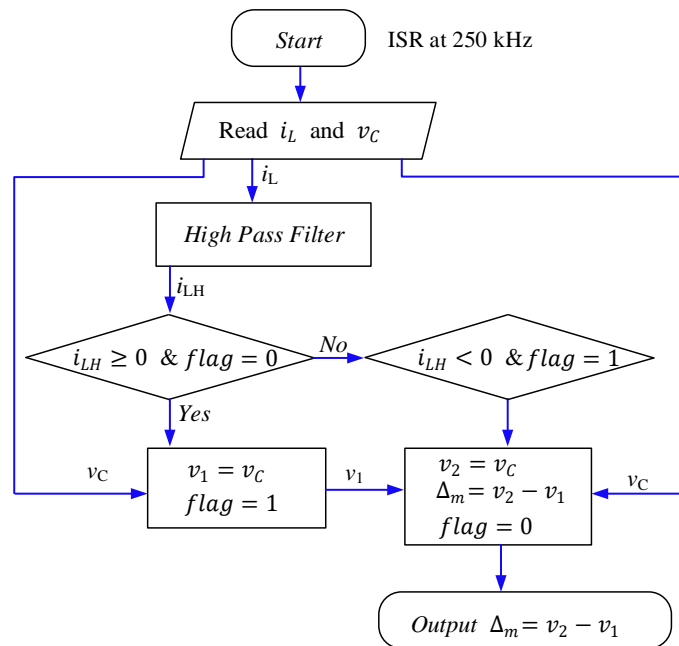 Start
ISR at 250 kHz
Read i_L and v_C
i_L
High Pass Filter
i_LH
i_LH ≥ 0 & flag = 0
No
i_LH < 0 & flag = 1
Yes
v_C
v_1 = v_C
flag = 1
v_1
v_2 = v_C
Δ_m = v_2 − v_1
flag = 0
v_C
Output Δ_m = v_2 − v_1